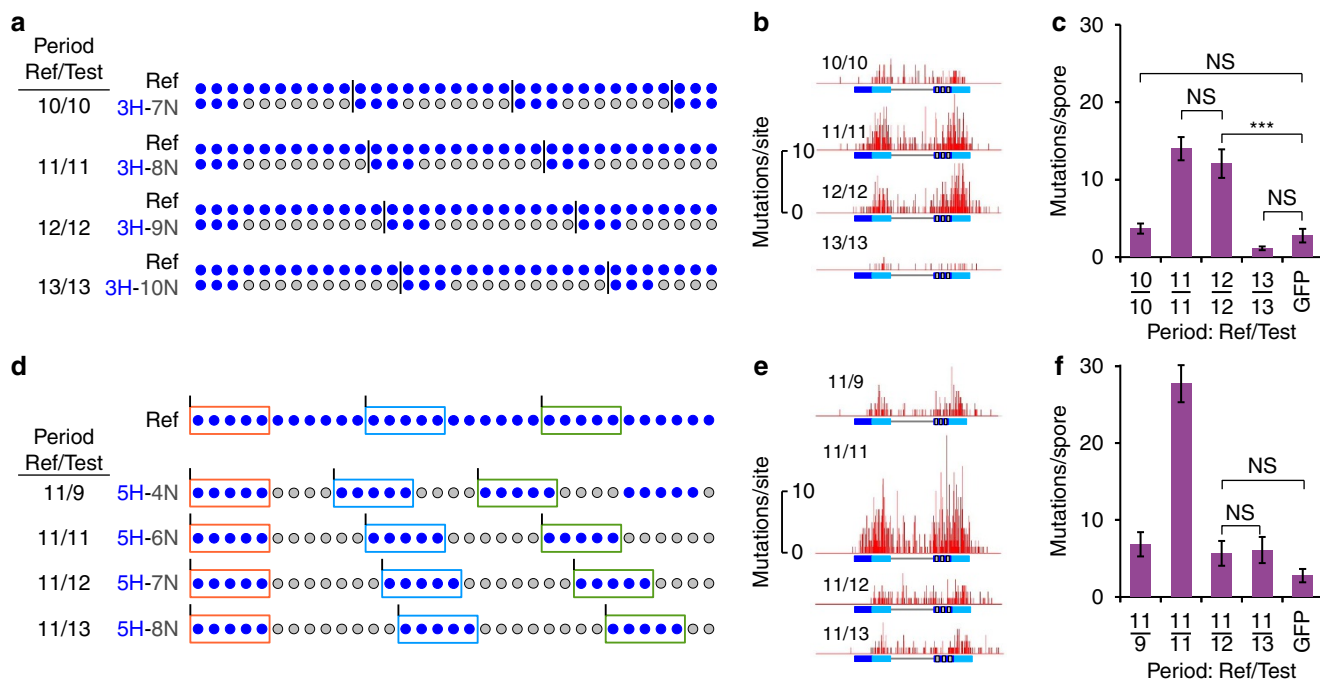 a
Period
Ref/Test
Ref
10/10 3H-7N
Ref
11/11 3H-8N
Ref
12/12 3H-9N
Ref
13/13 3H-10N
b
Mutations/site
10/10
11/11
10
12/12
0
13/13
c
Mutations/spore
30
20
10
0
NS
NS
***
NS
10/10 11/11 12/12 13/13 GFP
Period: Ref/Test
d
Ref
Period
Ref/Test
11/9 5H-4N
11/11 5H-6N
11/12 5H-7N
11/13 5H-8N
e
Mutations/site
11/9
11/11
10
0
11/12
11/13
f
Mutations/spore
30
20
10
0
NS
NS
11/9 11/11 11/12 11/13 GFP
Period: Ref/Test